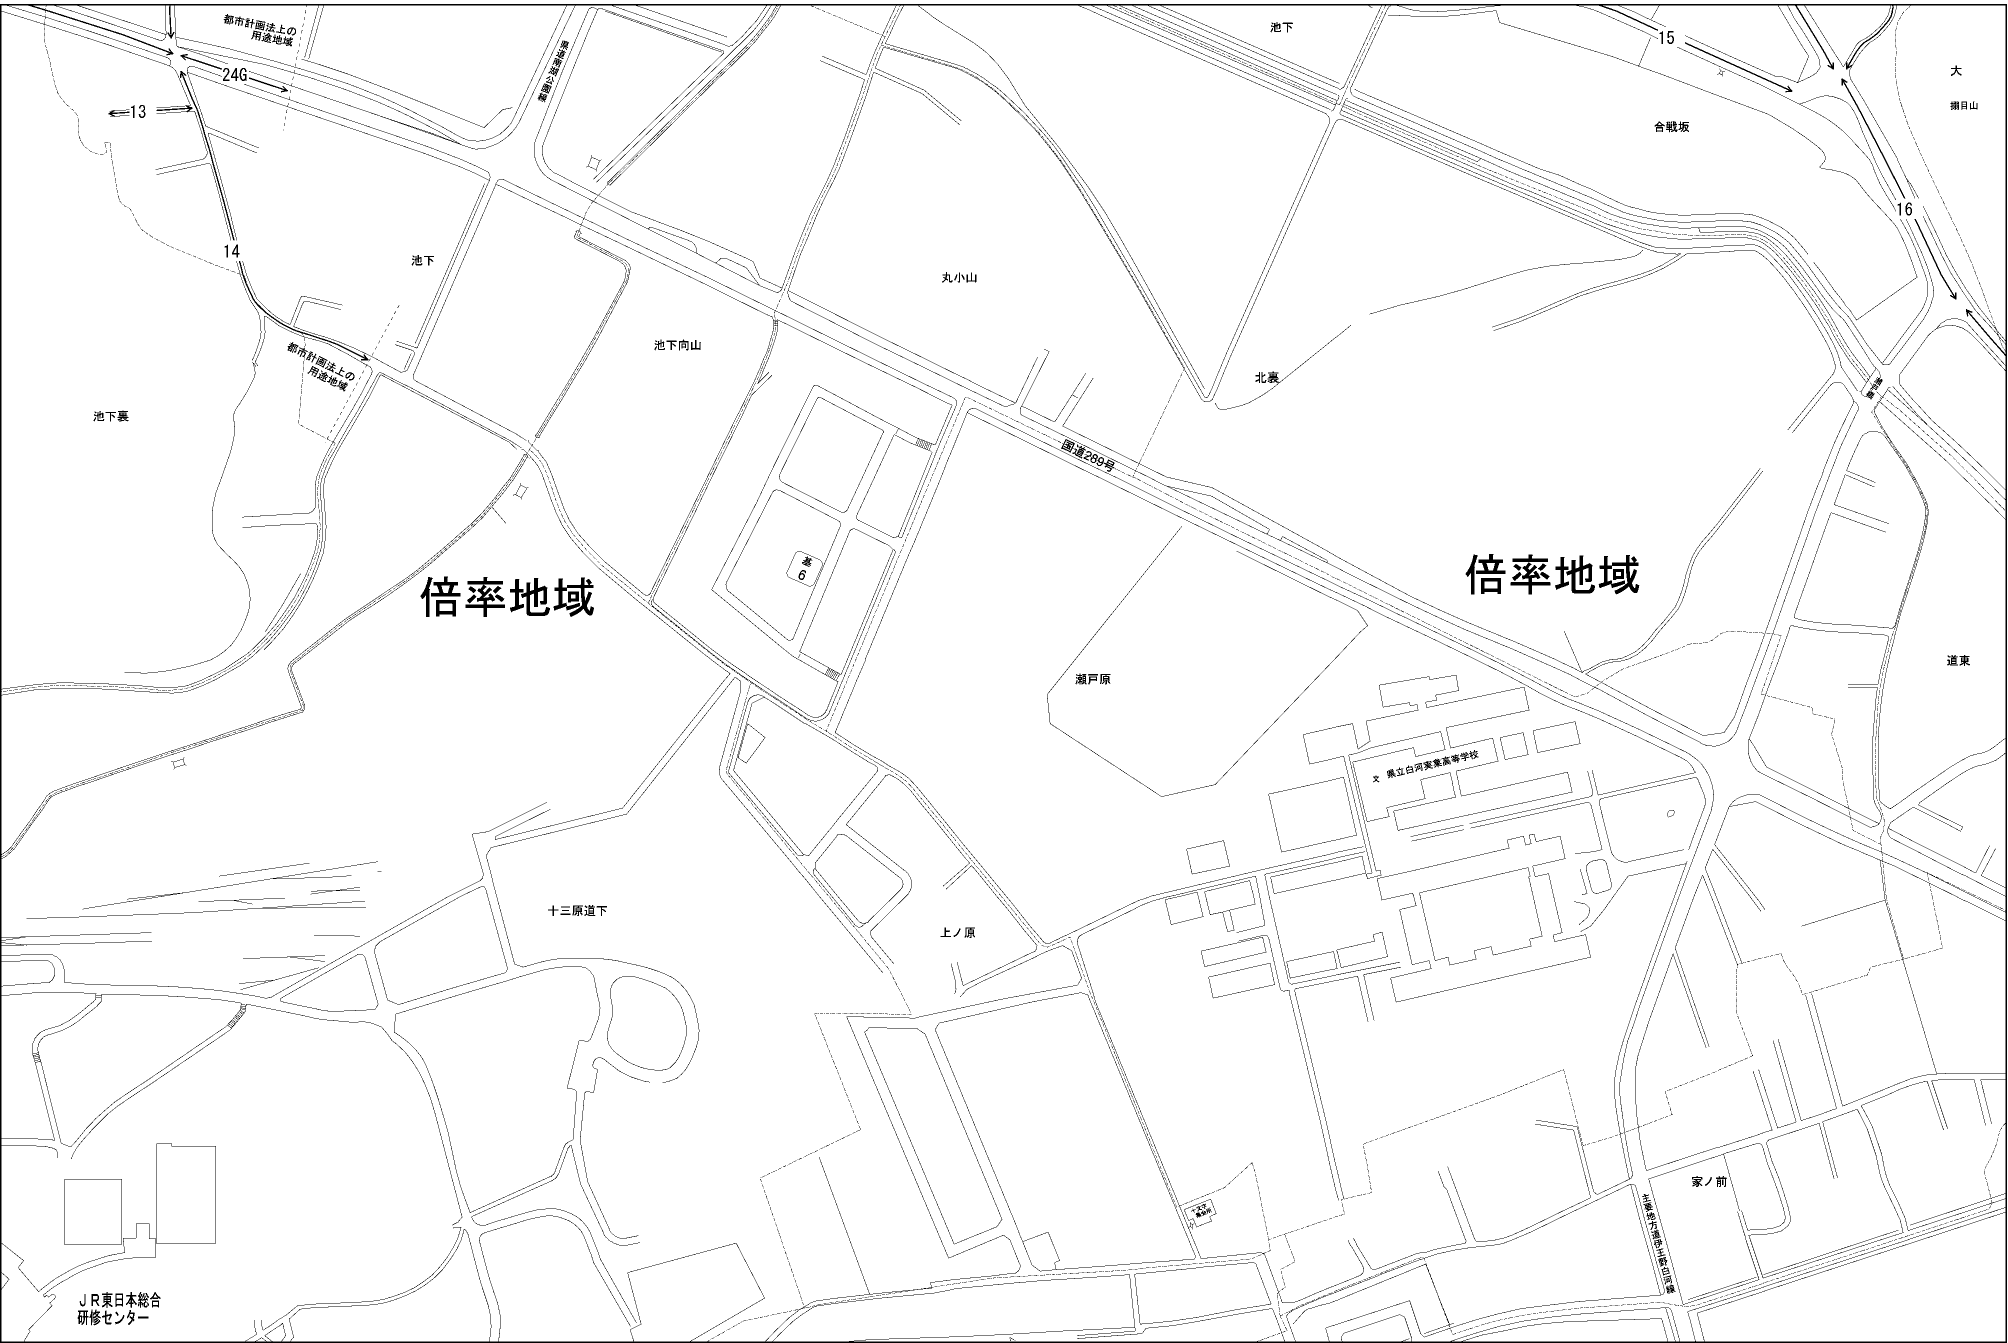 都市計画法上の
用途地域
県道南湖公園線
池下
15
大
搦目山
24G
13
合戦坂
16
14
池下
丸小山
池下向山
都市計画法上の
用途地域
北裏
池下裏
国道289号
基
6
倍率地域
倍率地域
瀬戸原
道東
文 県立白河実業高等学校
十三原道下
上ノ原
家ノ前
主要地方道伊王野白河線
JR東日本総合
研修センター